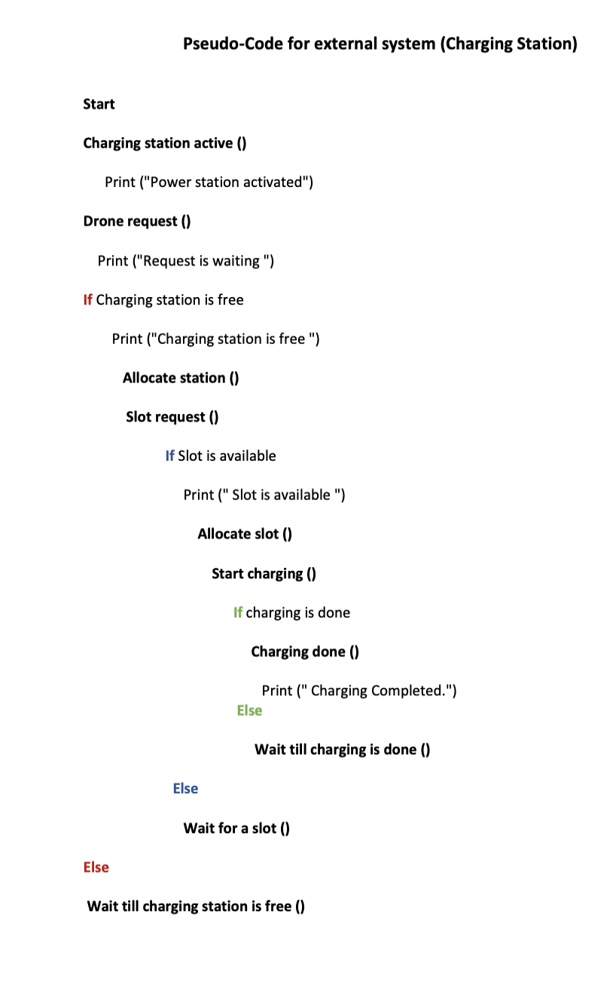 Pseudo-Code for external system (Charging Station)
Start
Charging station active ()
Print ("Power station activated")
Drone request ()
Print ("Request is waiting ")
If Charging station is free
Print ("Charging station is free ")
Allocate station ()
Slot request ()
If Slot is available
Print (" Slot is available ")
Allocate slot ()
Start charging ()
If charging is done
Charging done ()
Print (" Charging Completed.")
Else
Wait till charging is done ()
Else
Wait for a slot ()
Else
Wait till charging station is free ()